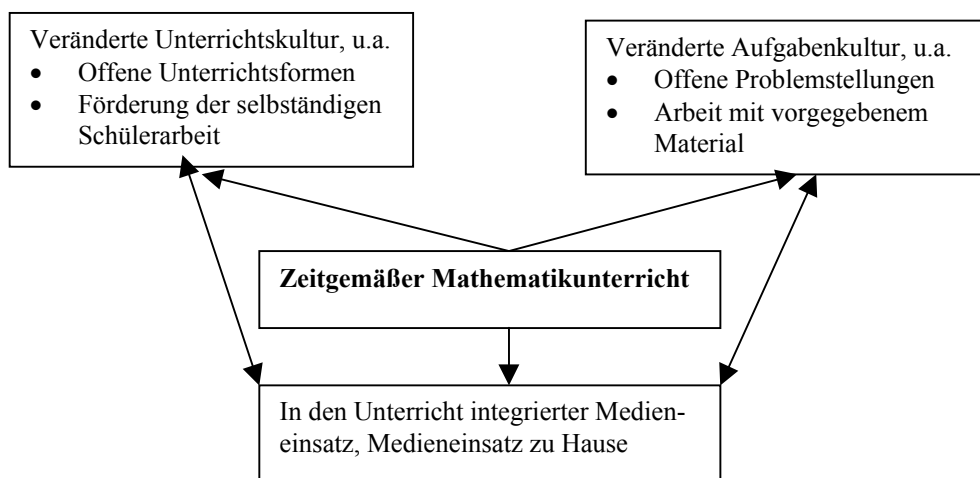 Veränderte Unterrichtskultur, u.a.
• Offene Unterrichtsformen
• Förderung der selbständigen
Schülerarbeit
Veränderte Aufgabenkultur, u.a.
• Offene Problemstellungen
• Arbeit mit vorgegebenem
Material
Zeitgemäßer Mathematikunterricht
In den Unterricht integrierter Medien-
einsatz, Medieneinsatz zu Hause